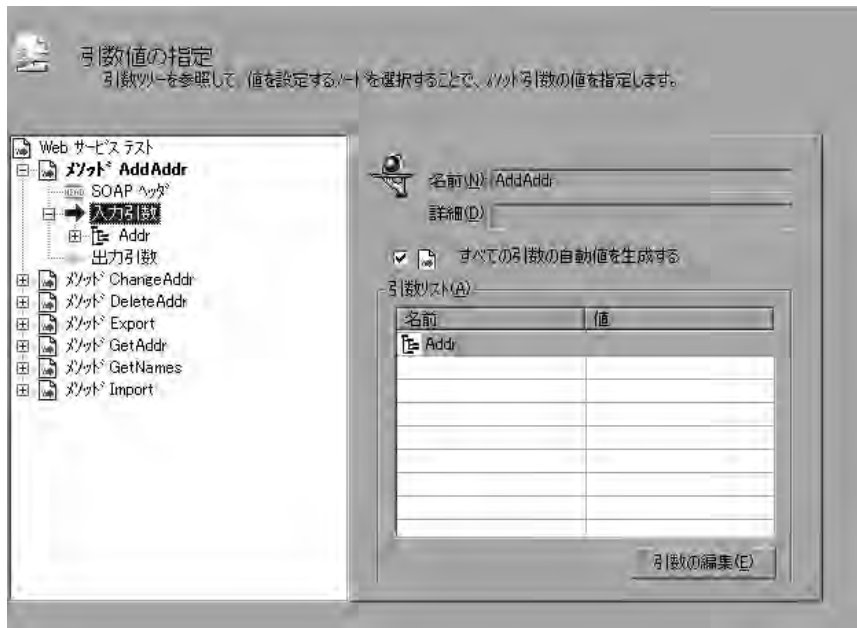 引数値の指定
引数ツリーを参照して、値を設定するノートを選択することで、メソット引数の値を指定します。
Web サービス テスト
メソッド AddAddr
SOAP ヘッダ
入力引数
Addr
出力引数
メソッド ChangeAddr
メソッド DeleteAddr
メソッド Export
メソッド GetAddr
メソッド GetNames
メソッド Import
名前(N) AddAddr
詳細(D)
すべての引数の自動値を生成する
引数リスト(A)
名前 値
Addr
引数の編集(E)